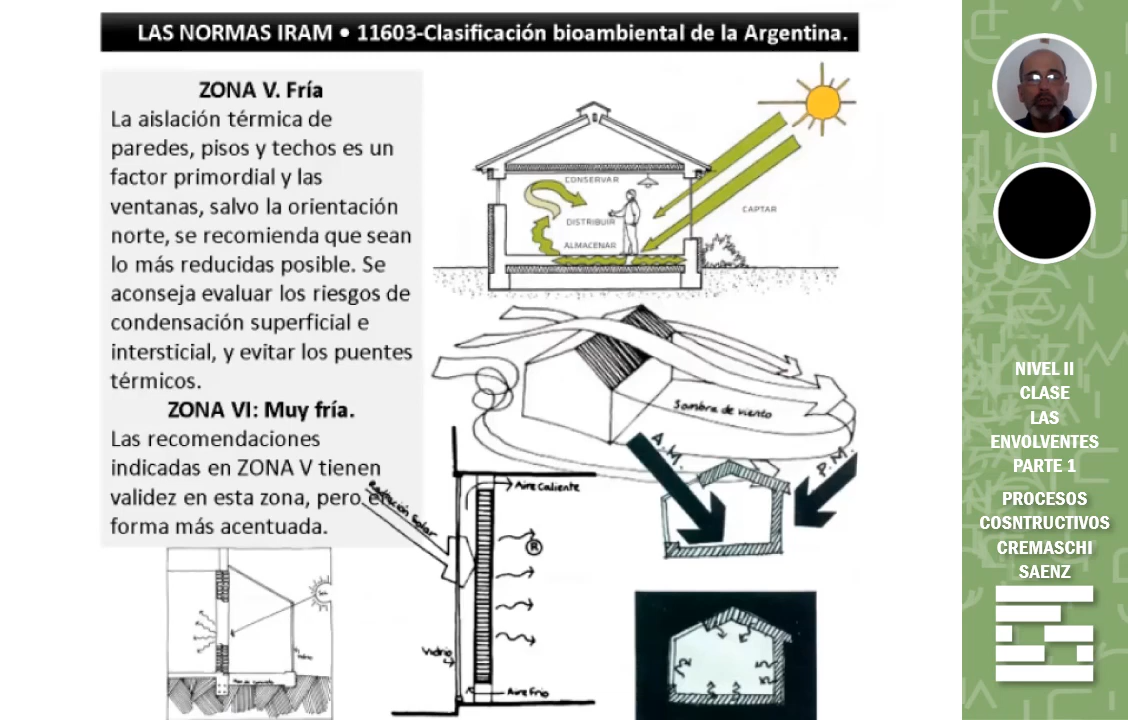 LAS NORMAS IRAM • 11603-Clasificación bioambiental de la Argentina.
ZONA V. Fría
La aislación térmica de
paredes, pisos y techos es un
factor primordial y las
ventanas, salvo la orientación
norte, se recomienda que sean
lo más reducidas posible. Se
aconseja evaluar los riesgos de
condensación superficial e
intersticial, y evitar los puentes
térmicos.
ZONA VI: Muy fría.
Las recomendaciones
indicadas en ZONA V tienen
validez en esta zona, pero en
forma más acentuada.
CONSERVAR
DISTRIBUIR
ALMACENAR
CAPTAR
Sombra de viento
A.M.
P.M.
Radiación Solar
Aire Caliente
R
Vidrio
Aire Frio
NIVEL II
CLASE
LAS
ENVOLVENTES
PARTE 1
PROCESOS
COSNTRUCTIVOS
CREMASCHI
SAENZ